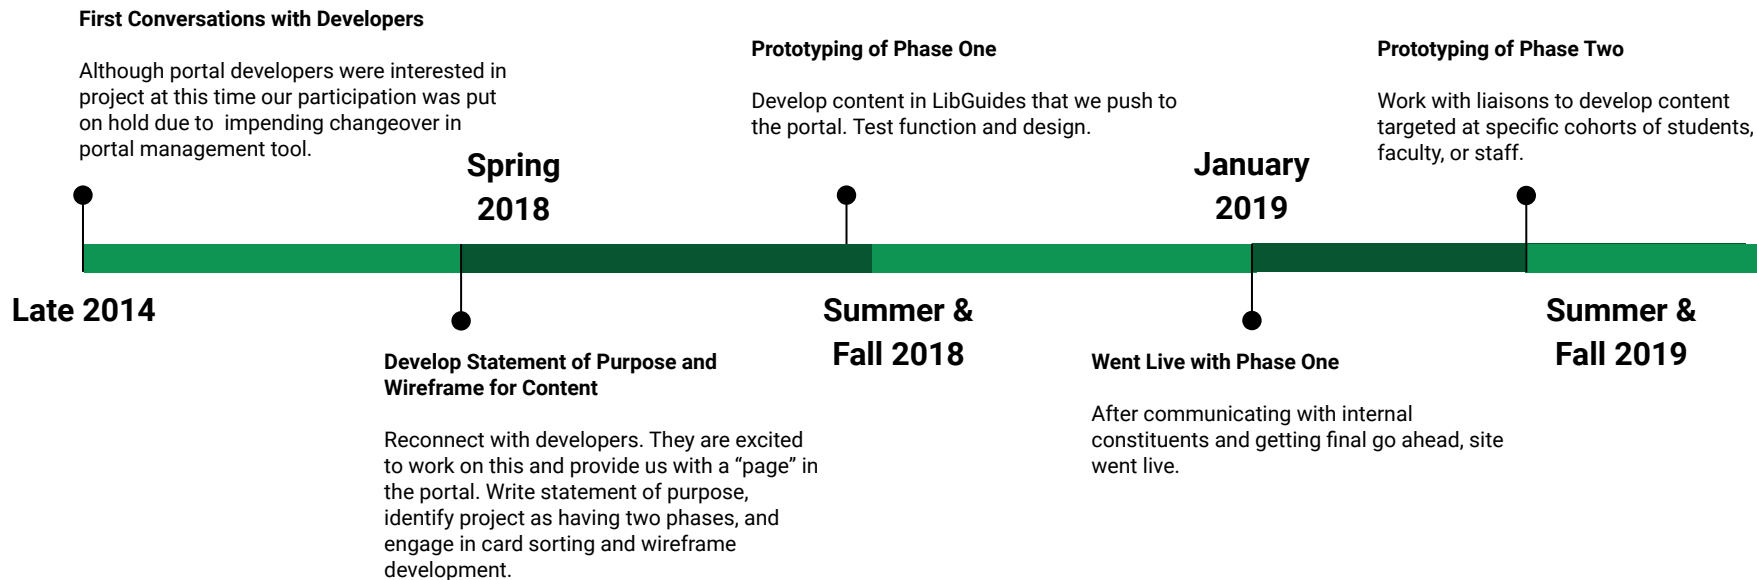 First Conversations with Developers
Although portal developers were interested in
project at this time our participation was put
on hold due to  impending changeover in
portal management tool.
Late 2014
Spring
2018
Develop Statement of Purpose and
Wireframe for Content
Reconnect with developers. They are excited
to work on this and provide us with a “page” in
the portal. Write statement of purpose,
identify project as having two phases, and
engage in card sorting and wireframe
development.
Prototyping of Phase One
Develop content in LibGuides that we push to
the portal. Test function and design.
Summer &
Fall 2018
January
2019
Went Live with Phase One
After communicating with internal
constituents and getting final go ahead, site
went live.
Prototyping of Phase Two
Work with liaisons to develop content
targeted at specific cohorts of students,
faculty, or staff.
Summer &
Fall 2019